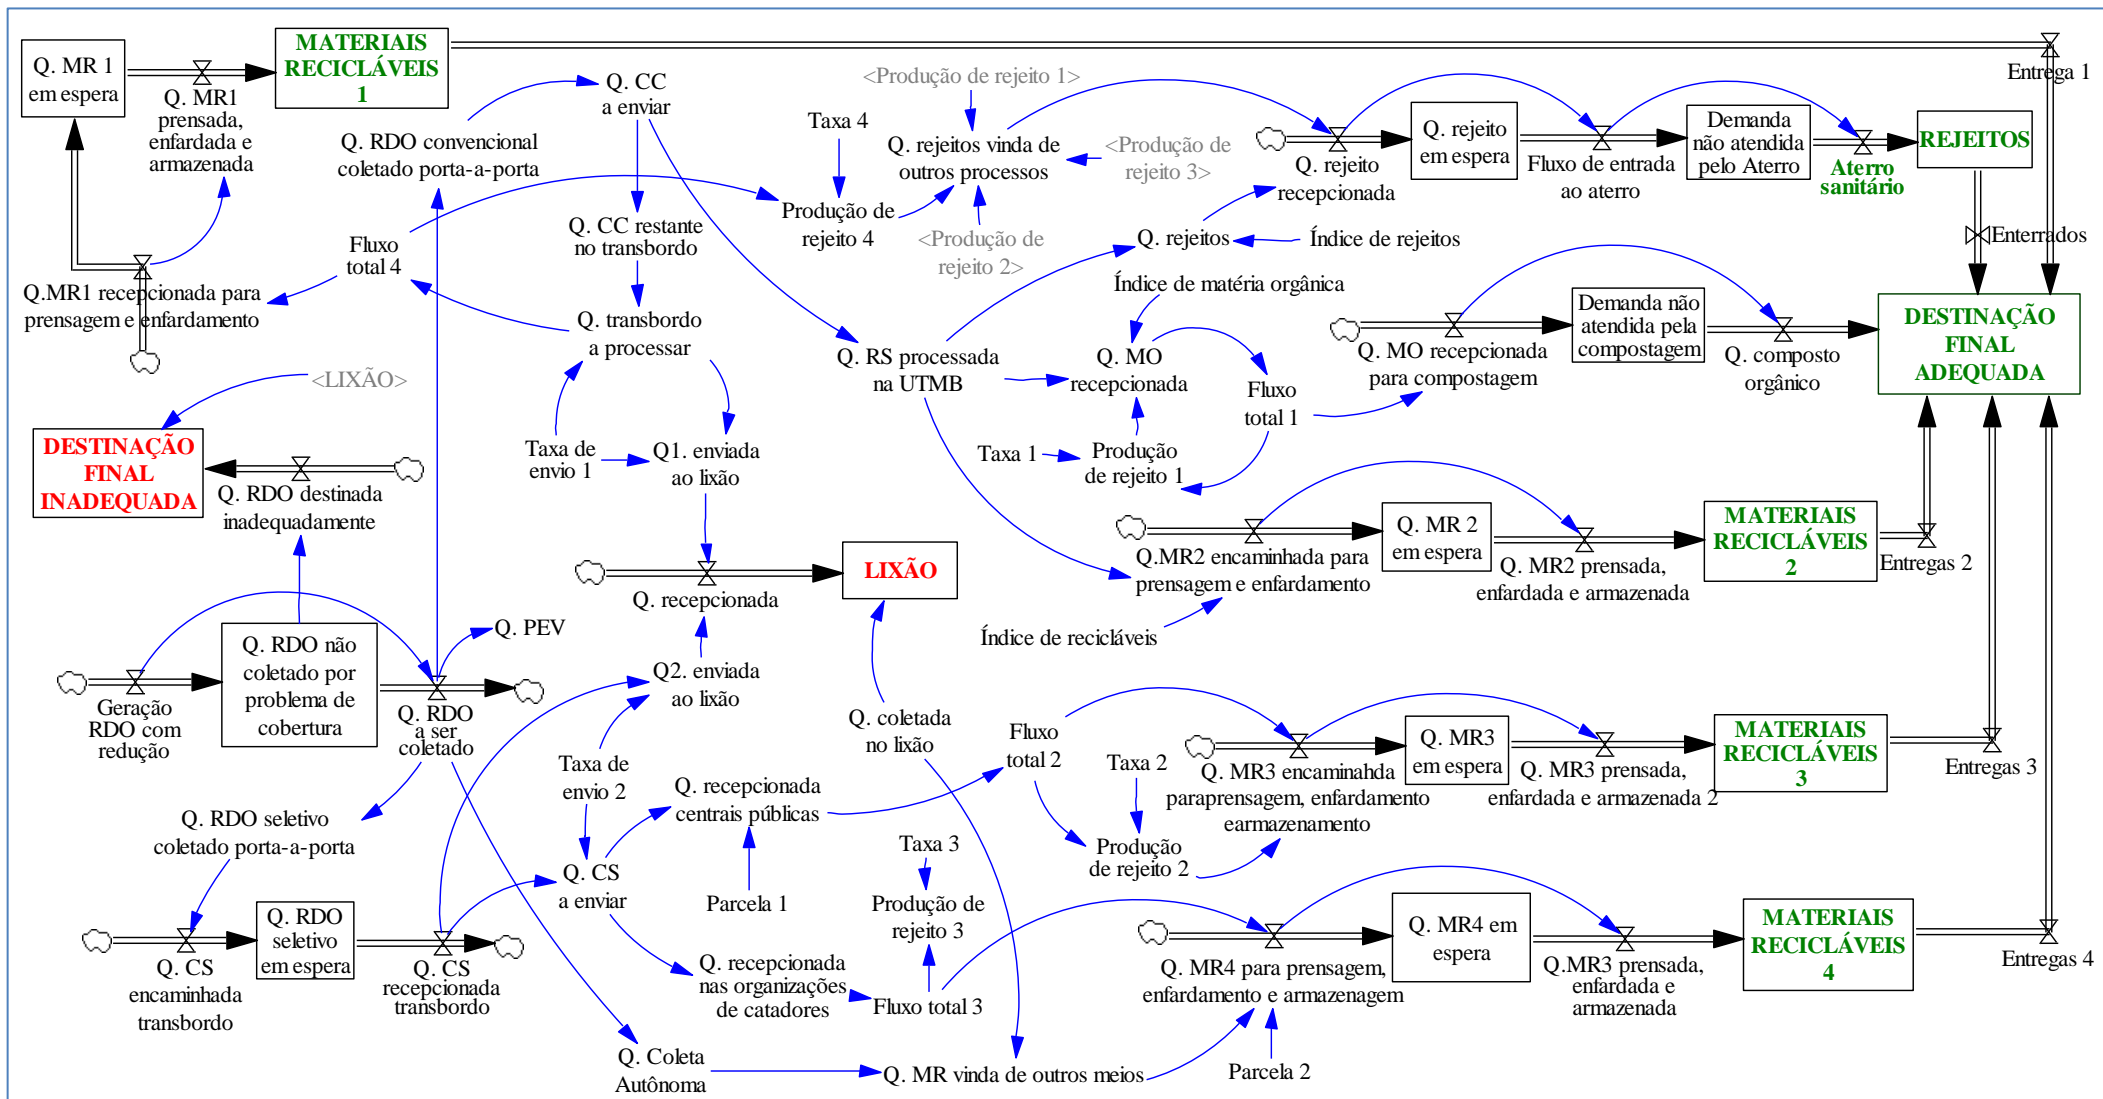 Q. MR 1
em espera
Q. MR1
prensada,
enfardada e
armazenada
MATERIAIS
RECICLÁVEIS
1
Entrega 1
Q. CC
a enviar
<Produção de rejeito 1>
Taxa 4
Q. RDO convencional
coletado porta-a-porta
Q. rejeitos vinda de
outros processos
<Produção de
rejeito 3>
Q. rejeito
recepcionada
Q. rejeito
em espera
Fluxo de entrada
ao aterro
Demanda
não atendida
pelo Aterro
Aterro
sanitário
REJEITOS
Produção de
rejeito 4
<Produção de
rejeito 2>
Q. rejeitos
Índice de rejeitos
Enterrados
Fluxo
total 4
Q. CC restante
no transbordo
Q.MR1 recepcionada para
prensagem e enfardamento
Índice de matéria orgânica
Q. transbordo
a processar
Q. RS processada
na UTMB
Q. MO
recepcionada
Fluxo
total 1
Q. MO recepcionada
para compostagem
Demanda não
atendida pela
compostagem
Q. composto
orgânico
DESTINAÇÃO
FINAL
ADEQUADA
<LIXÃO>
DESTINAÇÃO
FINAL
INADEQUADA
Q. RDO destinada
inadequadamente
Taxa de
envio 1
Q1. enviada
ao lixão
Taxa 1
Produção
de rejeito 1
Q.MR2 encaminhada para
prensagem e enfardamento
Q. MR 2
em espera
Q. MR2 prensada,
enfardada e armazenada
MATERIAIS
RECICLÁVEIS
2
Entregas 2
Q. recepcionada
LIXÃO
Índice de recicláveis
Q. PEV
Geração
RDO com
redução
Q. RDO não
coletado por
problema de
cobertura
Q. RDO
a ser
coletado
Q2. enviada
ao lixão
Q. coletada
no lixão
Fluxo
total 2
Taxa 2
Q. MR3 encaminahda
paraprensagem, enfardamento
earmazenamento
Q. MR3
em espera
Q. MR3 prensada,
enfardada e armazenada 2
MATERIAIS
RECICLÁVEIS
3
Entregas 3
Taxa de
envio 2
Q. recepcionada
centrais públicas
Q. RDO seletivo
coletado porta-a-porta
Taxa 3
Produção
de rejeito 2
Q. CS
a enviar
Parcela 1
Produção de
rejeito 3
Q. CS
encaminhada
transbordo
Q. RDO
seletivo
em espera
Q. CS
recepcionada
transbordo
Q. recepcionada
nas organizações
de catadores
Fluxo total 3
Q. MR4 para prensagem,
enfardamento e armazenagem
Q. MR4 em
espera
Q.MR3 prensada,
enfardada e
armazenada
MATERIAIS
RECICLÁVEIS
4
Entregas 4
Q. Coleta
Autônoma
Q. MR vinda de outros meios
Parcela 2